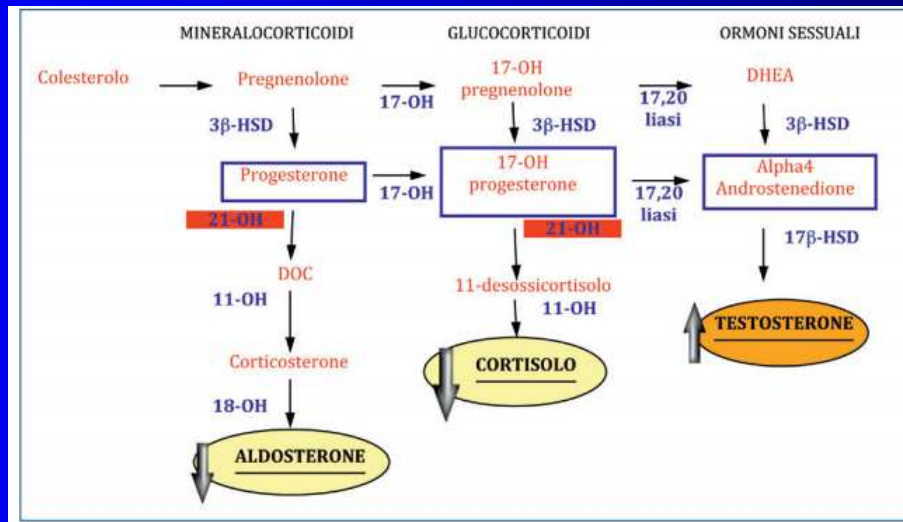 MINERALOCORTICOIDI
GLUCOCORTICOIDI
ORMONI SESSUALI
Colesterolo
Pregnenolone
17-OH
17-OH
pregnenolone
17,20
liasi
DHEA
3β-HSD
3β-HSD
3β-HSD
Progesterone
17-OH
17-OH
progesterone
17,20
liasi
Alpha4
Androstenedione
21-OH
21-OH
17β-HSD
DOC
11-desossicortisolo
11-OH
11-OH
TESTOSTERONE
Corticosterone
CORTISOLO
18-OH
ALDOSTERONE